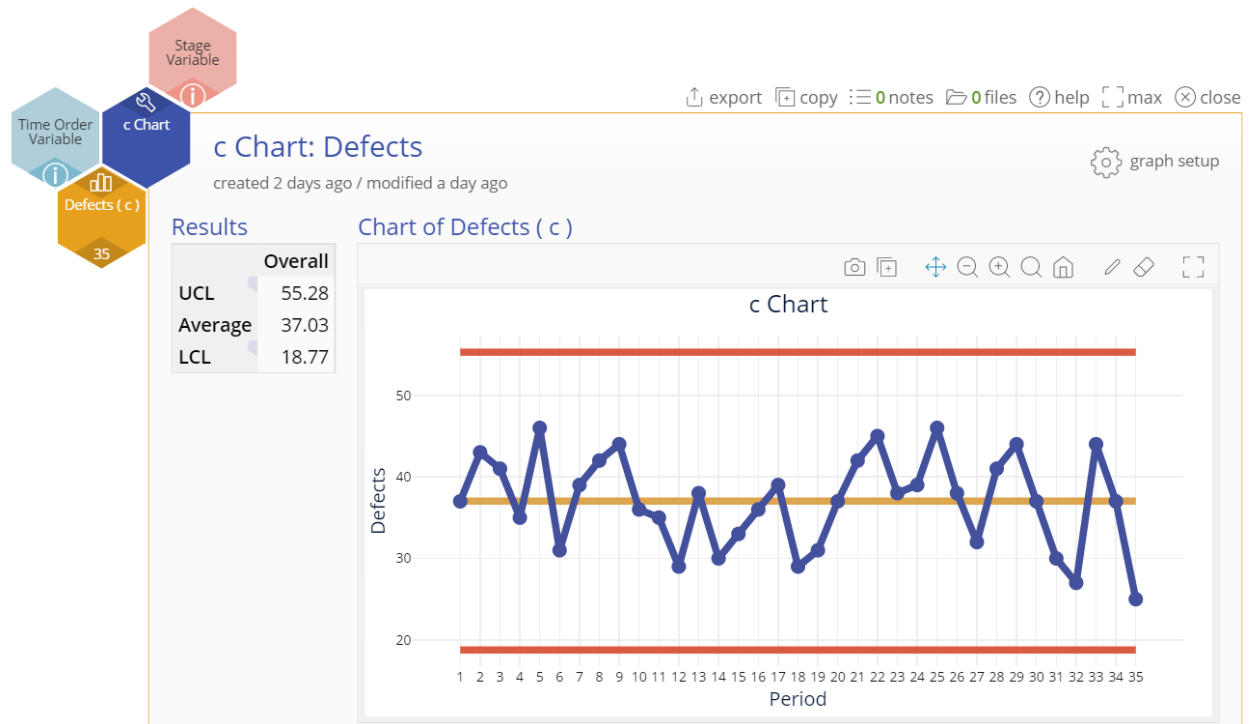 Stage
Variable
Time Order
Variable
c Chart
Defects ( c )
35
export copy 0 notes 0 files help max close
c Chart: Defects
graph setup
created 2 days ago / modified a day ago
Results
Overall
UCL 55.28
Average 37.03
LCL 18.77
Chart of Defects ( c )
c Chart
50
40
30
20
Defects
1 2 3 4 5 6 7 8 9 10 11 12 13 14 15 16 17 18 19 20 21 22 23 24 25 26 27 28 29 30 31 32 33 34 35
Period